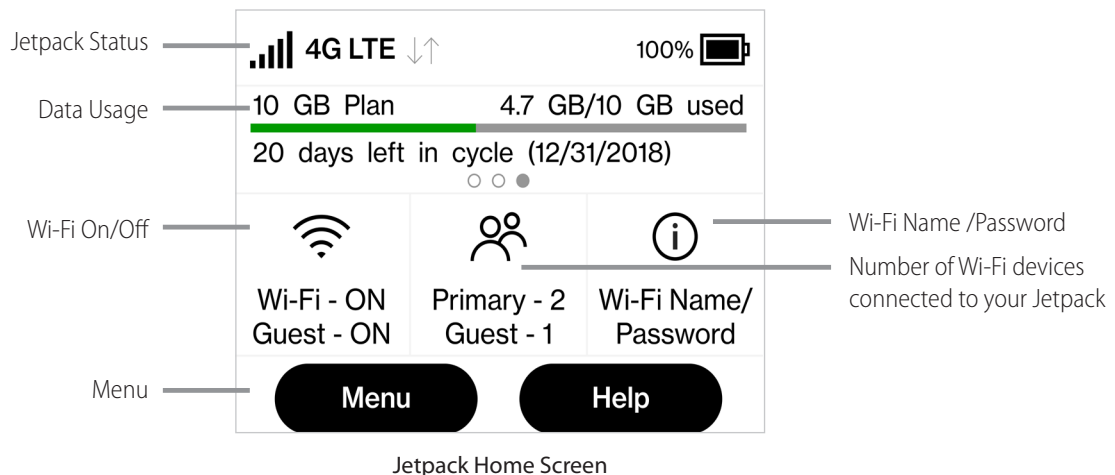 Jetpack Status
4G LTE
100%
Data Usage
10 GB Plan
4.7 GB/10 GB used
20 days left in cycle (12/31/2018)
Wi-Fi On/Off
Wi-Fi Name /Password
Number of Wi-Fi devices
connected to your Jetpack
Wi-Fi - ON
Guest - ON
Primary - 2
Guest - 1
Wi-Fi Name/
Password
Menu
Menu
Help
Jetpack Home Screen